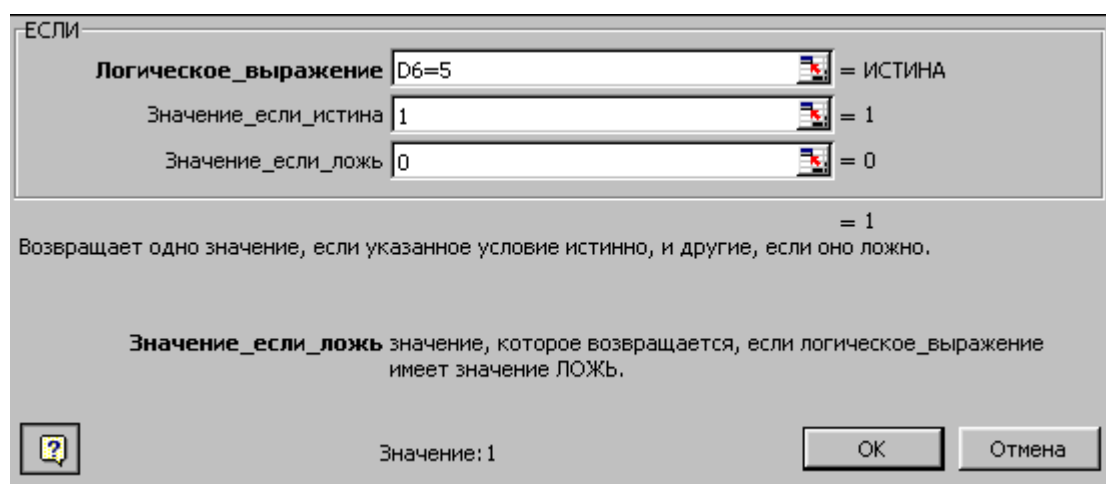 ЕСЛИ
Логическое_выражение D6=5 = ИСТИНА
Значение_если_истина 1 = 1
Значение_если_ложь 0 = 0
= 1
Возвращает одно значение, если указанное условие истинно, и другие, если оно ложно.
Значение_если_ложь значение, которое возвращается, если логическое_выражение
имеет значение ЛОЖЬ.
? Значение:1 OK Отмена